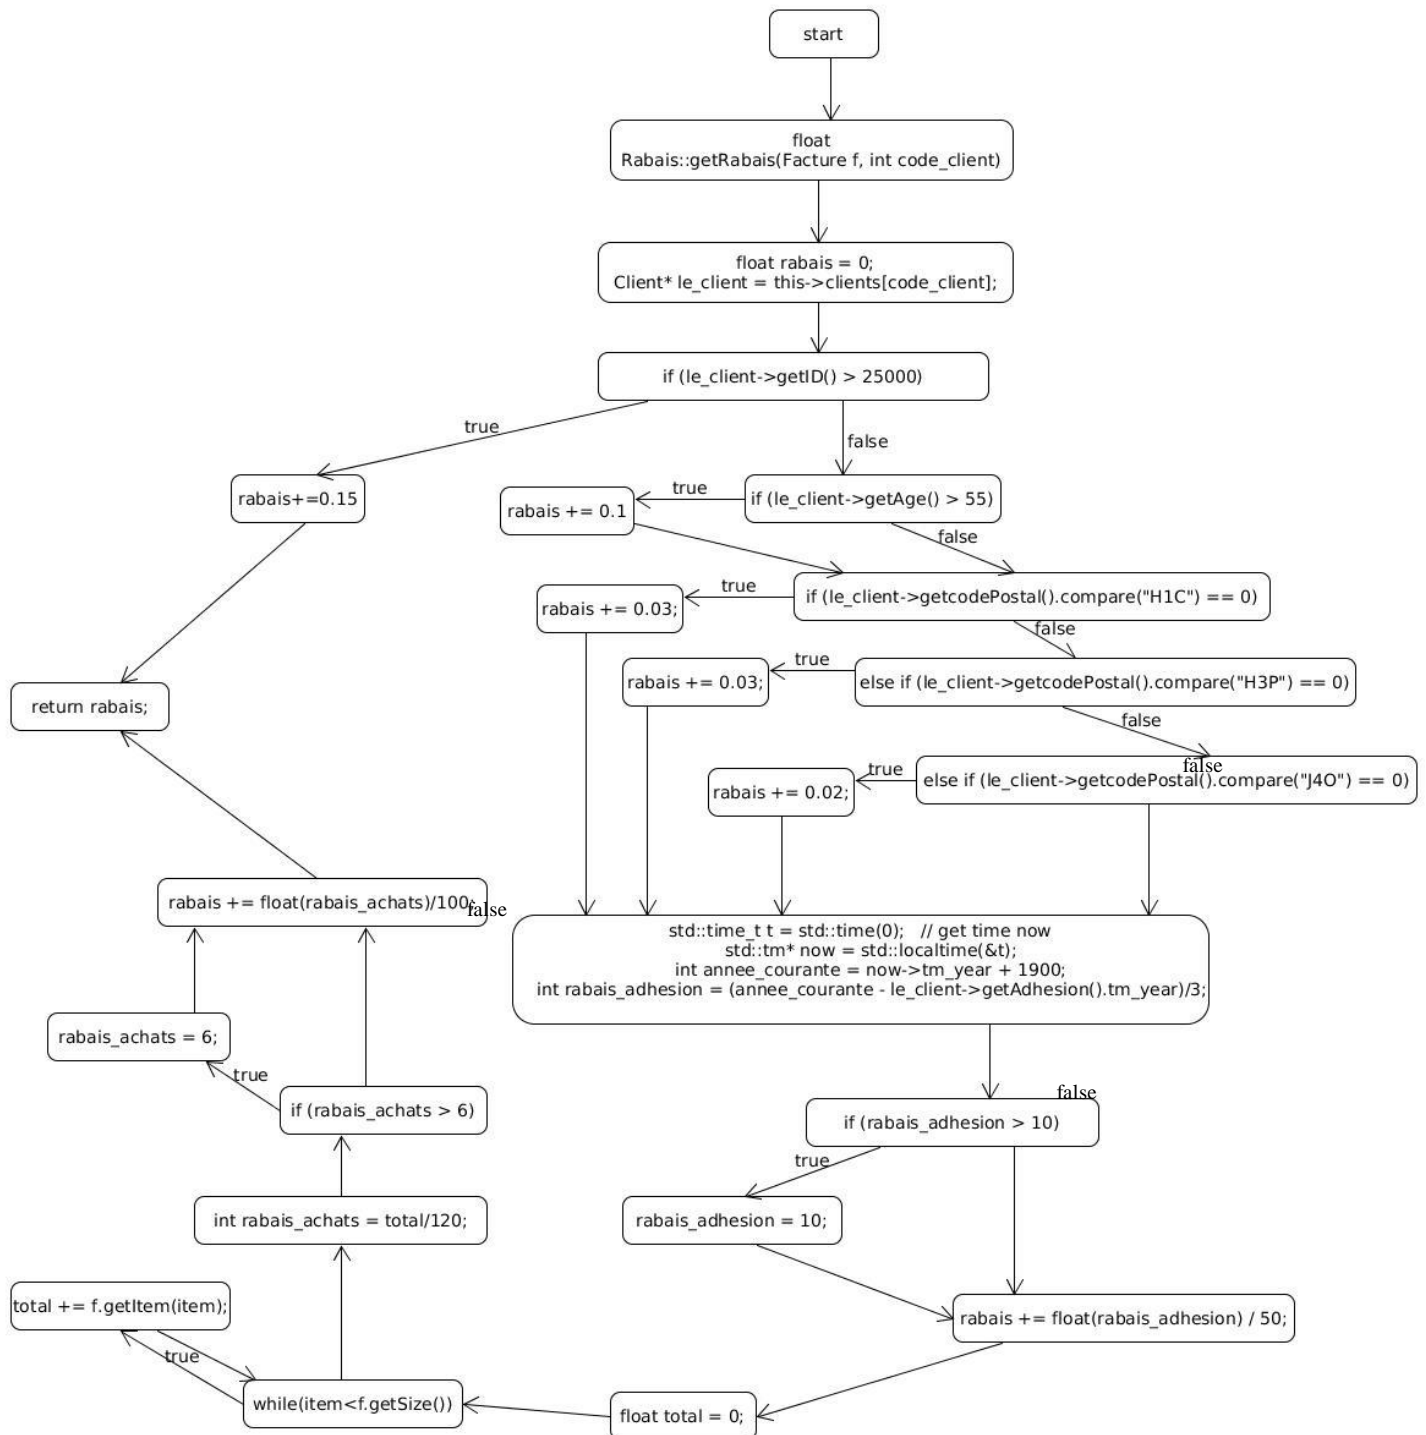 start
float
Rabais::getRabais(Facture f, int code_client)
float rabais = 0;
Client* le_client = this->clients[code_client];
if (le_client->getID() > 25000)
true
false
rabais+=0.15
rabais += 0.1
true
if (le_client->getAge() > 55)
false
rabais += 0.03;
true
if (le_client->getcodePostal().compare("H1C") == 0)
false
rabais += 0.03;
true
else if (le_client->getcodePostal().compare("H3P") == 0)
return rabais;
false
false
rabais += 0.02;
true
else if (le_client->getcodePostal().compare("J4O") == 0)
rabais += float(rabais_achats)/100;
false
std::time_t t = std::time(0);   // get time now
std::tm* now = std::localtime(&t);
int annee_courante = now->tm_year + 1900;
int rabais_adhesion = (annee_courante - le_client->getAdhesion().tm_year)/3;
rabais_achats = 6;
true
if (rabais_achats > 6)
false
if (rabais_adhesion > 10)
true
int rabais_achats = total/120;
rabais_adhesion = 10;
total += f.getItem(item);
rabais += float(rabais_adhesion) / 50;
true
while(item<f.getSize())
float total = 0;